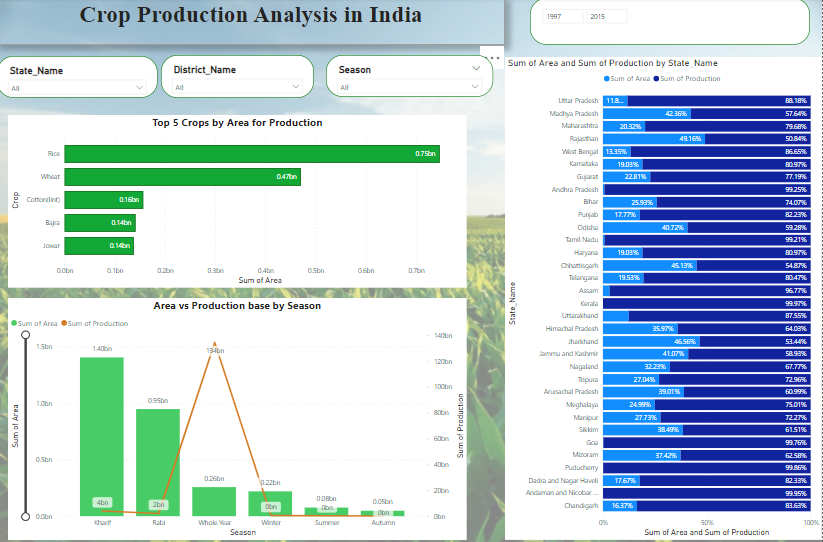 Crop Production Analysis in India
1997 2015
State_Name
All
District_Name
All
Season
All
Top 5 Crops by Area for Production
Crop
Rice 0.75bn
Wheat 0.47bn
Cotton(lint) 0.16bn
Bajra 0.14bn
Jowar 0.14bn
0.0bn 0.1bn 0.2bn 0.3bn 0.4bn 0.5bn 0.6bn 0.7bn
Sum of Area
Area vs Production base by Season
Sum of Area Sum of Production
Sum of Area
1.5bn
1.0bn
0.5bn
0.0bn
1.40bn
0.95bn
0.26bn
0.22bn
0.08bn
0.05bn
4bn
2bn
134bn
0bn
0bn
0bn
140bn
120bn
100bn
80bn
60bn
40bn
20bn
0bn
Sum of Production
Kharif Rabi Whole Year Winter Summer Autumn
Season
Sum of Area and Sum of Production by State_Name
Sum of Area Sum of Production
State_Name
Uttar Pradesh 11.8... 88.18%
Madhya Pradesh 42.36% 57.64%
Maharashtra 20.32% 79.68%
Rajasthan 49.16% 50.84%
West Bengal 13.35% 86.65%
Karnataka 19.03% 80.97%
Gujarat 22.81% 77.19%
Andhra Pradesh 99.25%
Bihar 25.93% 74.07%
Punjab 17.77% 82.23%
Odisha 40.72% 59.28%
Tamil Nadu 99.21%
Haryana 19.03% 80.97%
Chhattisgarh 45.13% 54.87%
Telangana 19.53% 80.47%
Assam 96.77%
Kerala 99.97%
Uttarakhand 87.55%
Himachal Pradesh 35.97% 64.03%
Jharkhand 46.56% 53.44%
Jammu and Kashmir 41.07% 58.93%
Nagaland 32.23% 67.77%
Tripura 27.04% 72.96%
Arunachal Pradesh 39.01% 60.99%
Meghalaya 24.99% 75.01%
Manipur 27.73% 72.27%
Sikkim 38.49% 61.51%
Goa 99.76%
Mizoram 37.42% 62.58%
Puducherry 99.86%
Dadra and Nagar Haveli 17.67% 82.33%
Andaman and Nicobar ... 99.95%
Chandigarh 16.37% 83.63%
0% 50% 100%
Sum of Area and Sum of Production